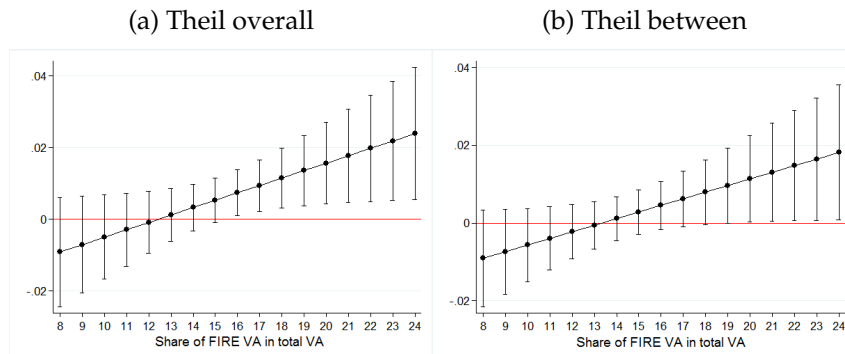 (a) Theil overall
(b) Theil between
.04
.02
0
-.02
8 9 10 11 12 13 14 15 16 17 18 19 20 21 22 23 24
Share of FIRE VA in total VA
.04
.02
0
-.02
8 9 10 11 12 13 14 15 16 17 18 19 20 21 22 23 24
Share of FIRE VA in total VA